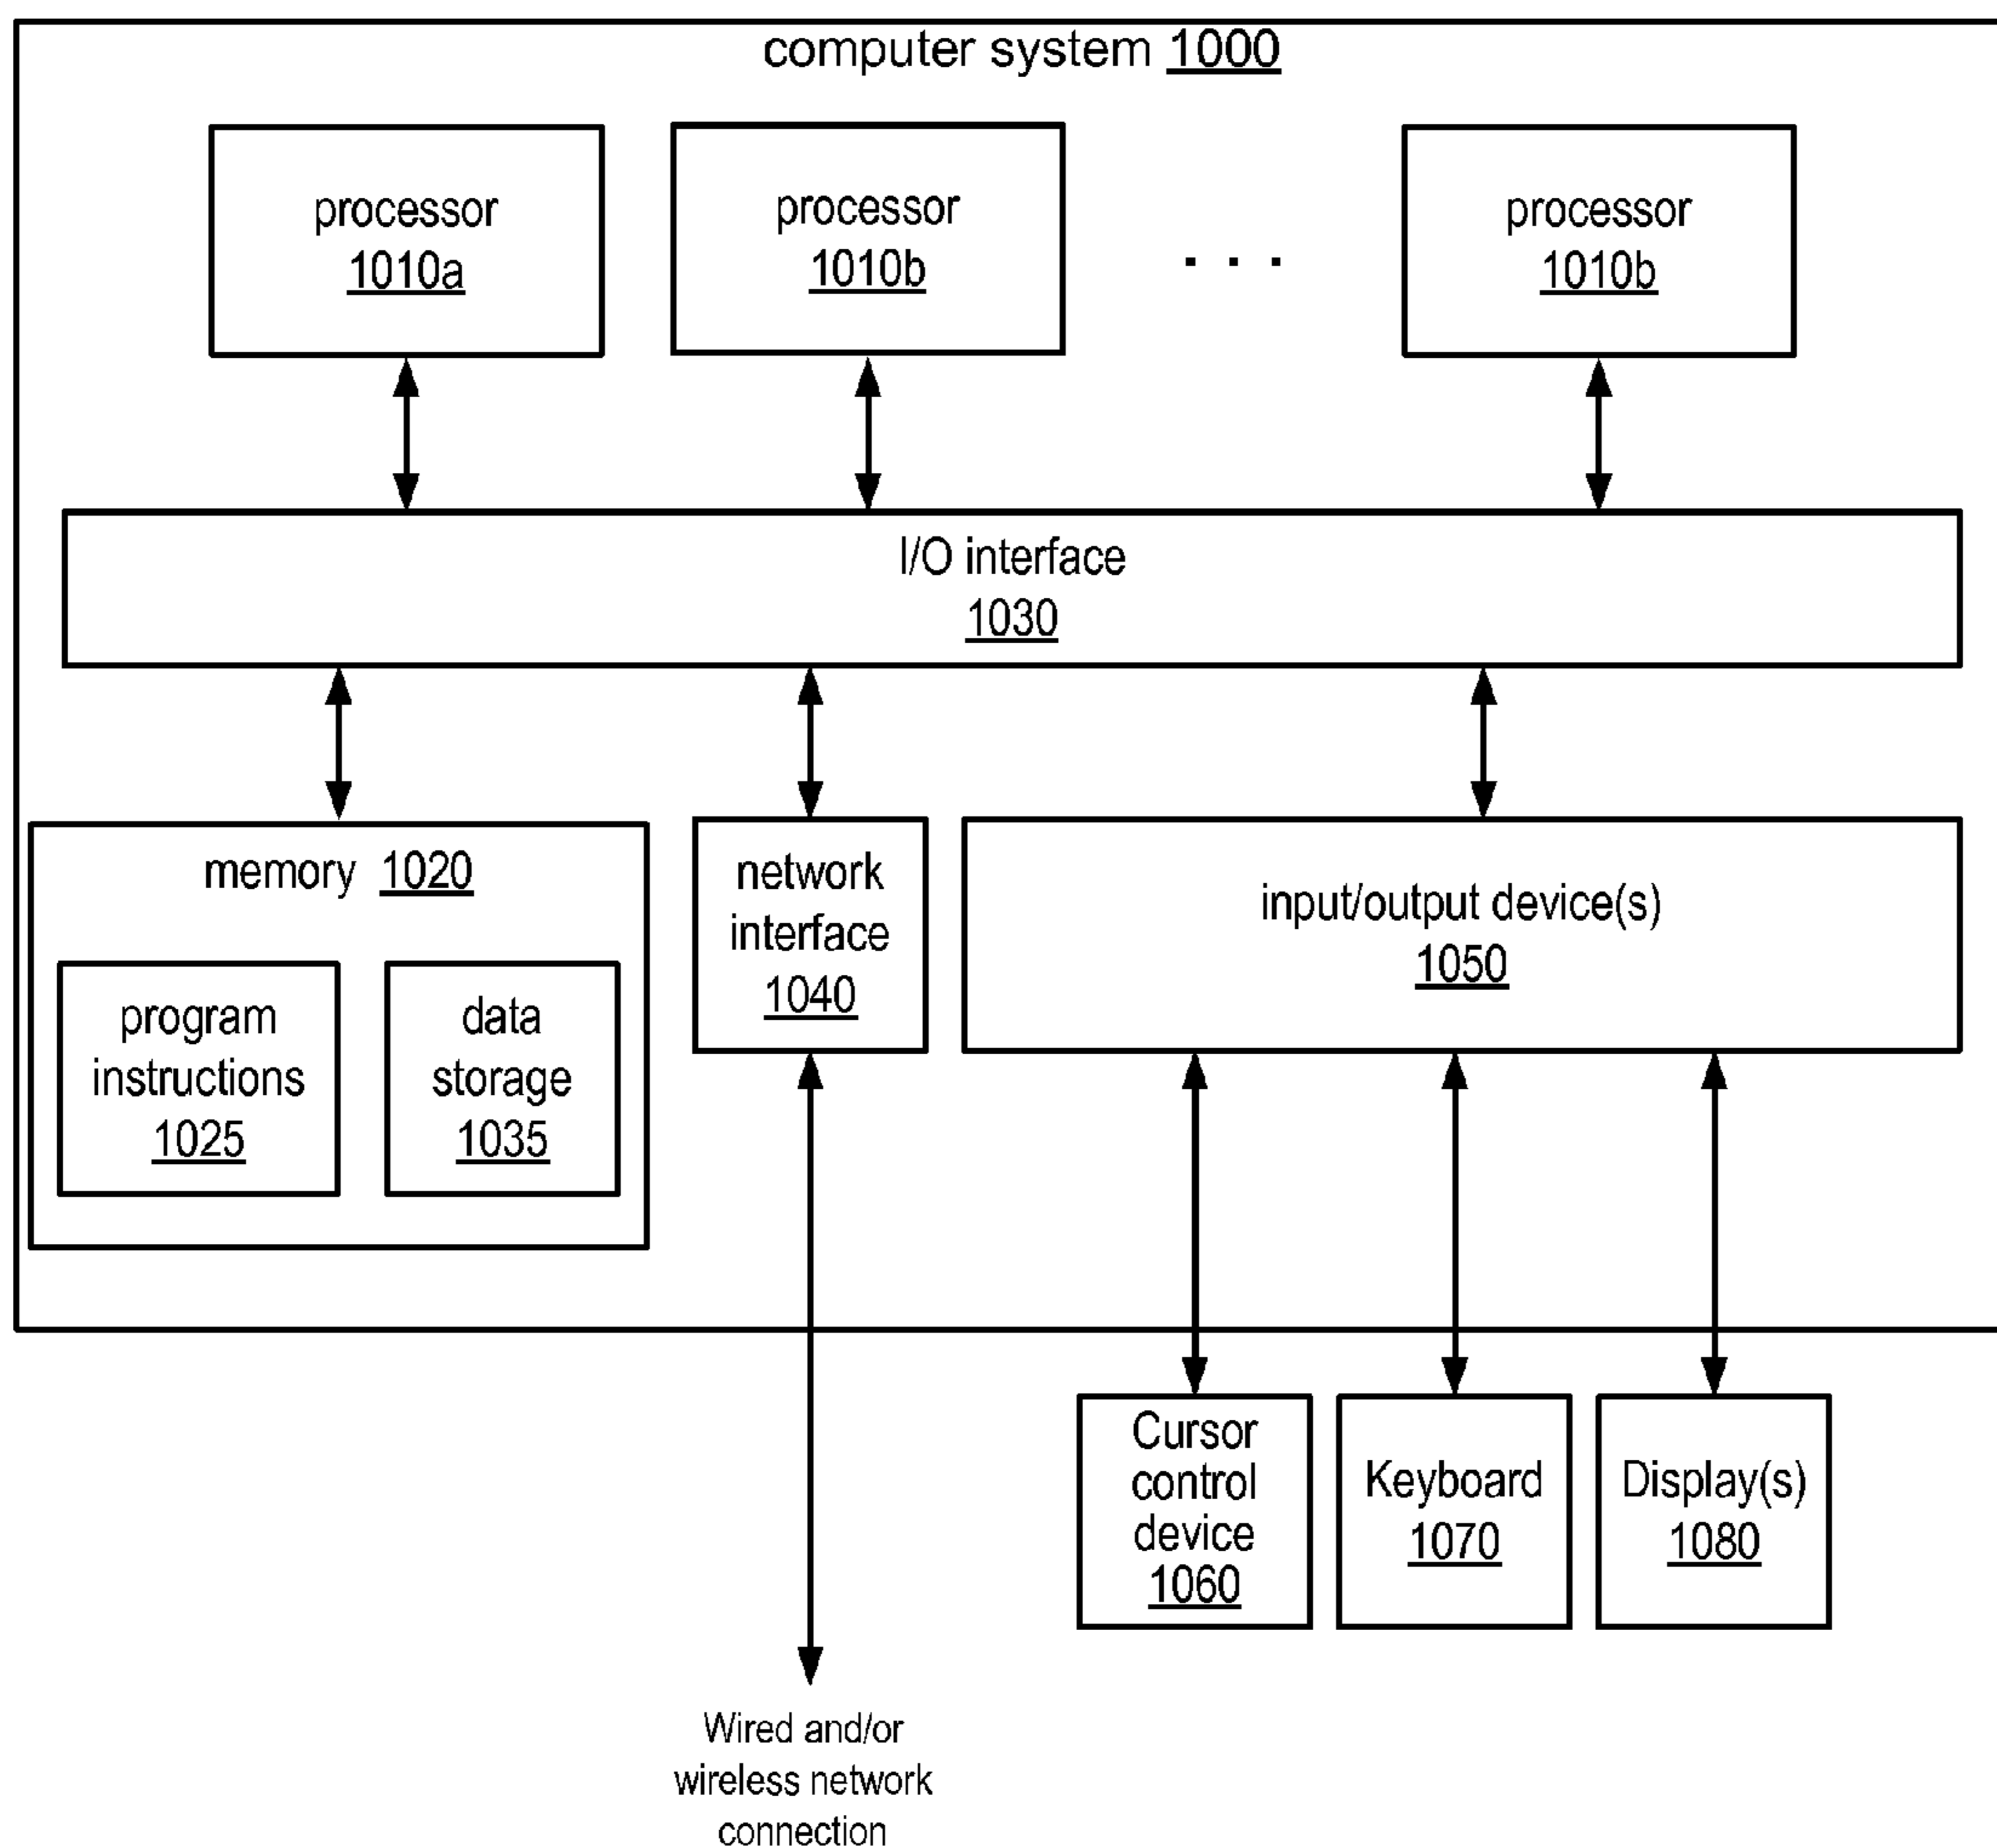 computer system 1000
processor
1010a
processor
1010b
. . .
processor
1010b
I/O interface
1030
memory 1020
program
instructions
1025
data
storage
1035
network
interface
1040
input/output device(s)
1050
Cursor
control
device
1060
Keyboard
1070
Display(s)
1080
Wired and/or
wireless network
connection